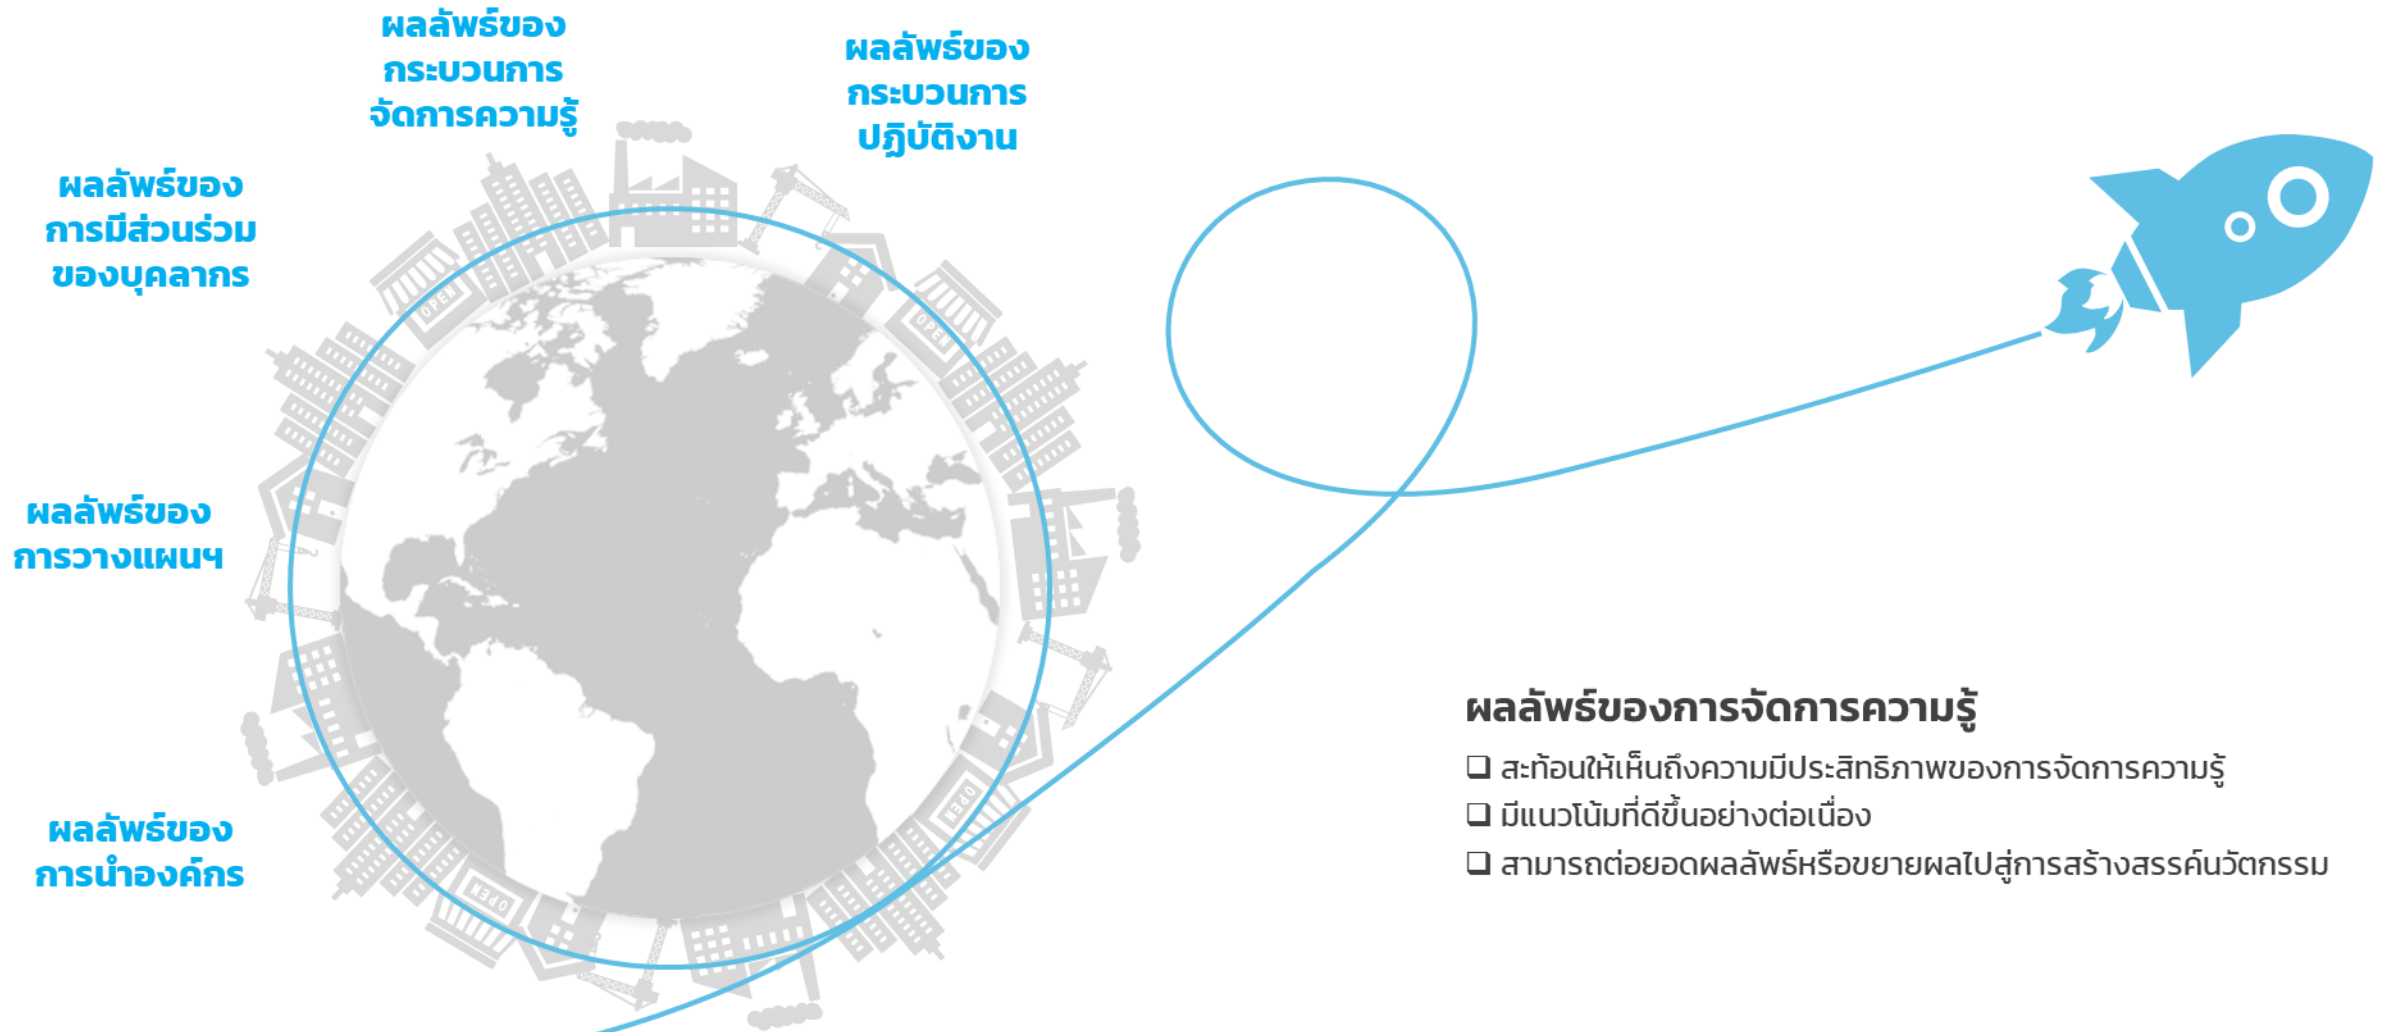 ผลลัพธ์ของ
กระบวนการ
จัดการความรู้
ผลลัพธ์ของ
กระบวนการ
ปฏิบัติงาน
ผลลัพธ์ของ
การมีส่วนร่วม
ของบุคลากร
ผลลัพธ์ของ
การวางแผนฯ
ผลลัพธ์ของ
การนำองค์กร
OPEN
OPEN
OPEN
OPEN
ผลลัพธ์ของการจัดการความรู้
❑ สะท้อนให้เห็นถึงความมีประสิทธิภาพของการจัดการความรู้
❑ มีแนวโน้มที่ดีขึ้นอย่างต่อเนื่อง
❑ สามารถต่อยอดผลลัพธ์หรือขยายผลไปสู่การสร้างสรรค์นวัตกรรม